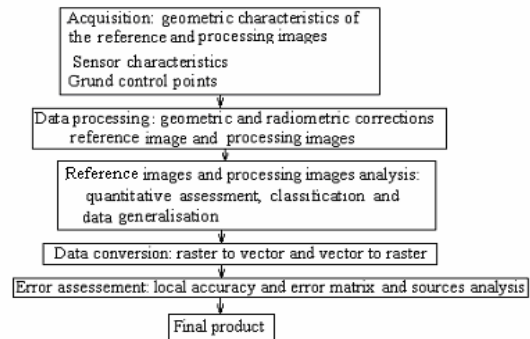 Acquisition: geometric characteristics of
the reference and processing images
Sensor characteristics
Grund control points
Data processing: geometric and radiometric corrections
reference image and processing images
Reference images and processing images analysis:
quantitative assessment, classification and
data generalisation
Data conversion: raster to vector and vector to raster
Error assessment: local accuracy and error matrix and sources analysis
Final product